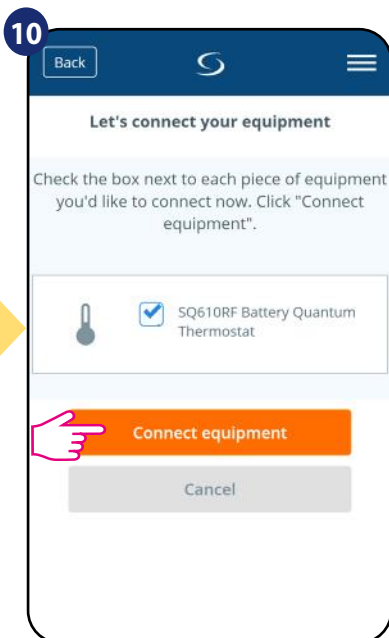 10
Back
Let's connect your equipment
Check the box next to each piece of equipment
you'd like to connect now. Click "Connect
equipment".
SQ610RF Battery Quantum
Thermostat
Connect equipment
Cancel